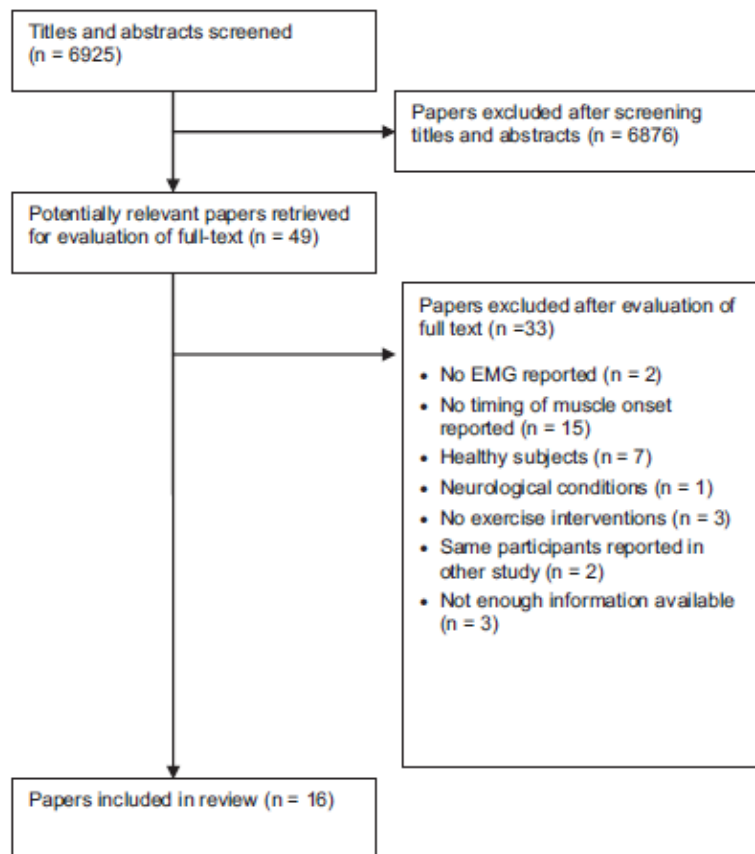 Titles and abstracts screened
(n = 6925)
Papers excluded after screening
titles and abstracts (n = 6876)
Potentially relevant papers retrieved
for evaluation of full-text (n = 49)
Papers excluded after evaluation of
full text (n =33)
• No EMG reported (n = 2)
• No timing of muscle onset
reported (n = 15)
• Healthy subjects (n = 7)
• Neurological conditions (n = 1)
• No exercise interventions (n = 3)
• Same participants reported in
other study (n = 2)
• Not enough information available
(n = 3)
Papers included in review (n = 16)